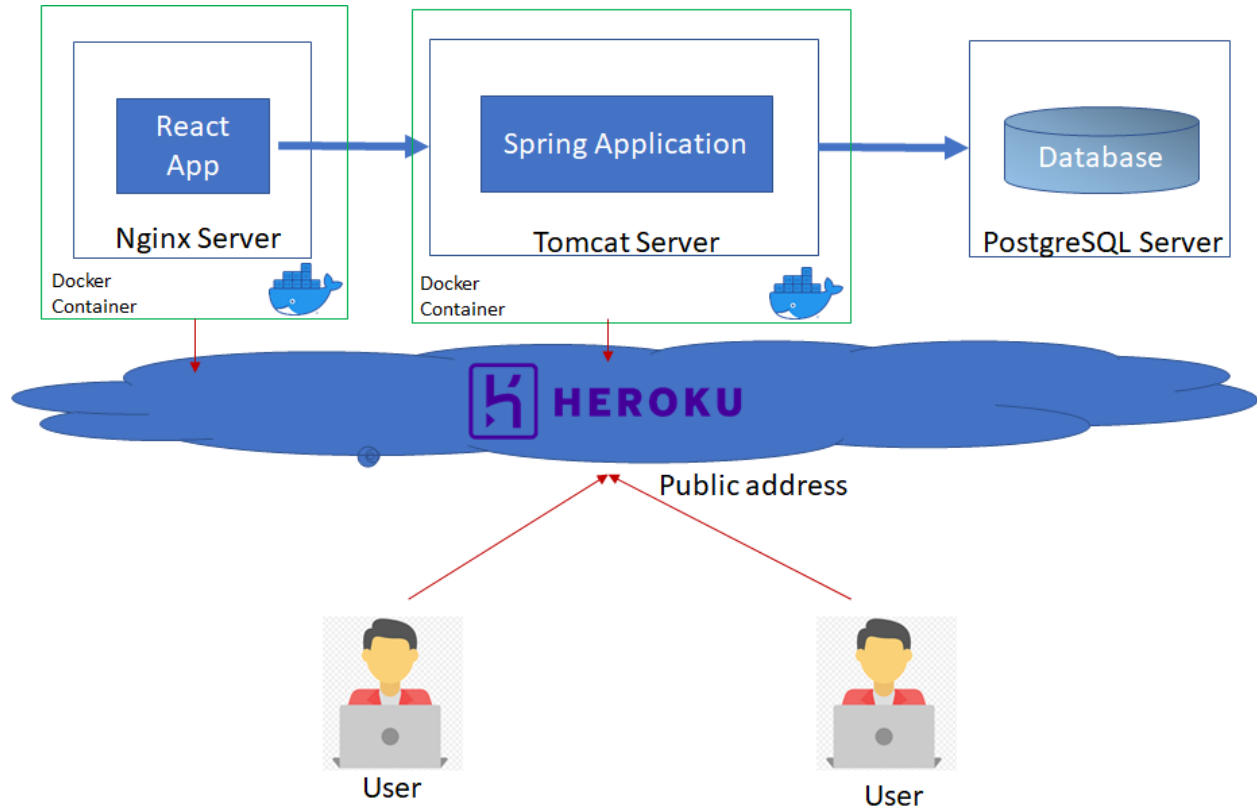 React
App
Nginx Server
Docker
Container
Spring Application
Tomcat Server
Docker
Container
Database
PostgreSQL Server
HEROKU
Public address
User
User